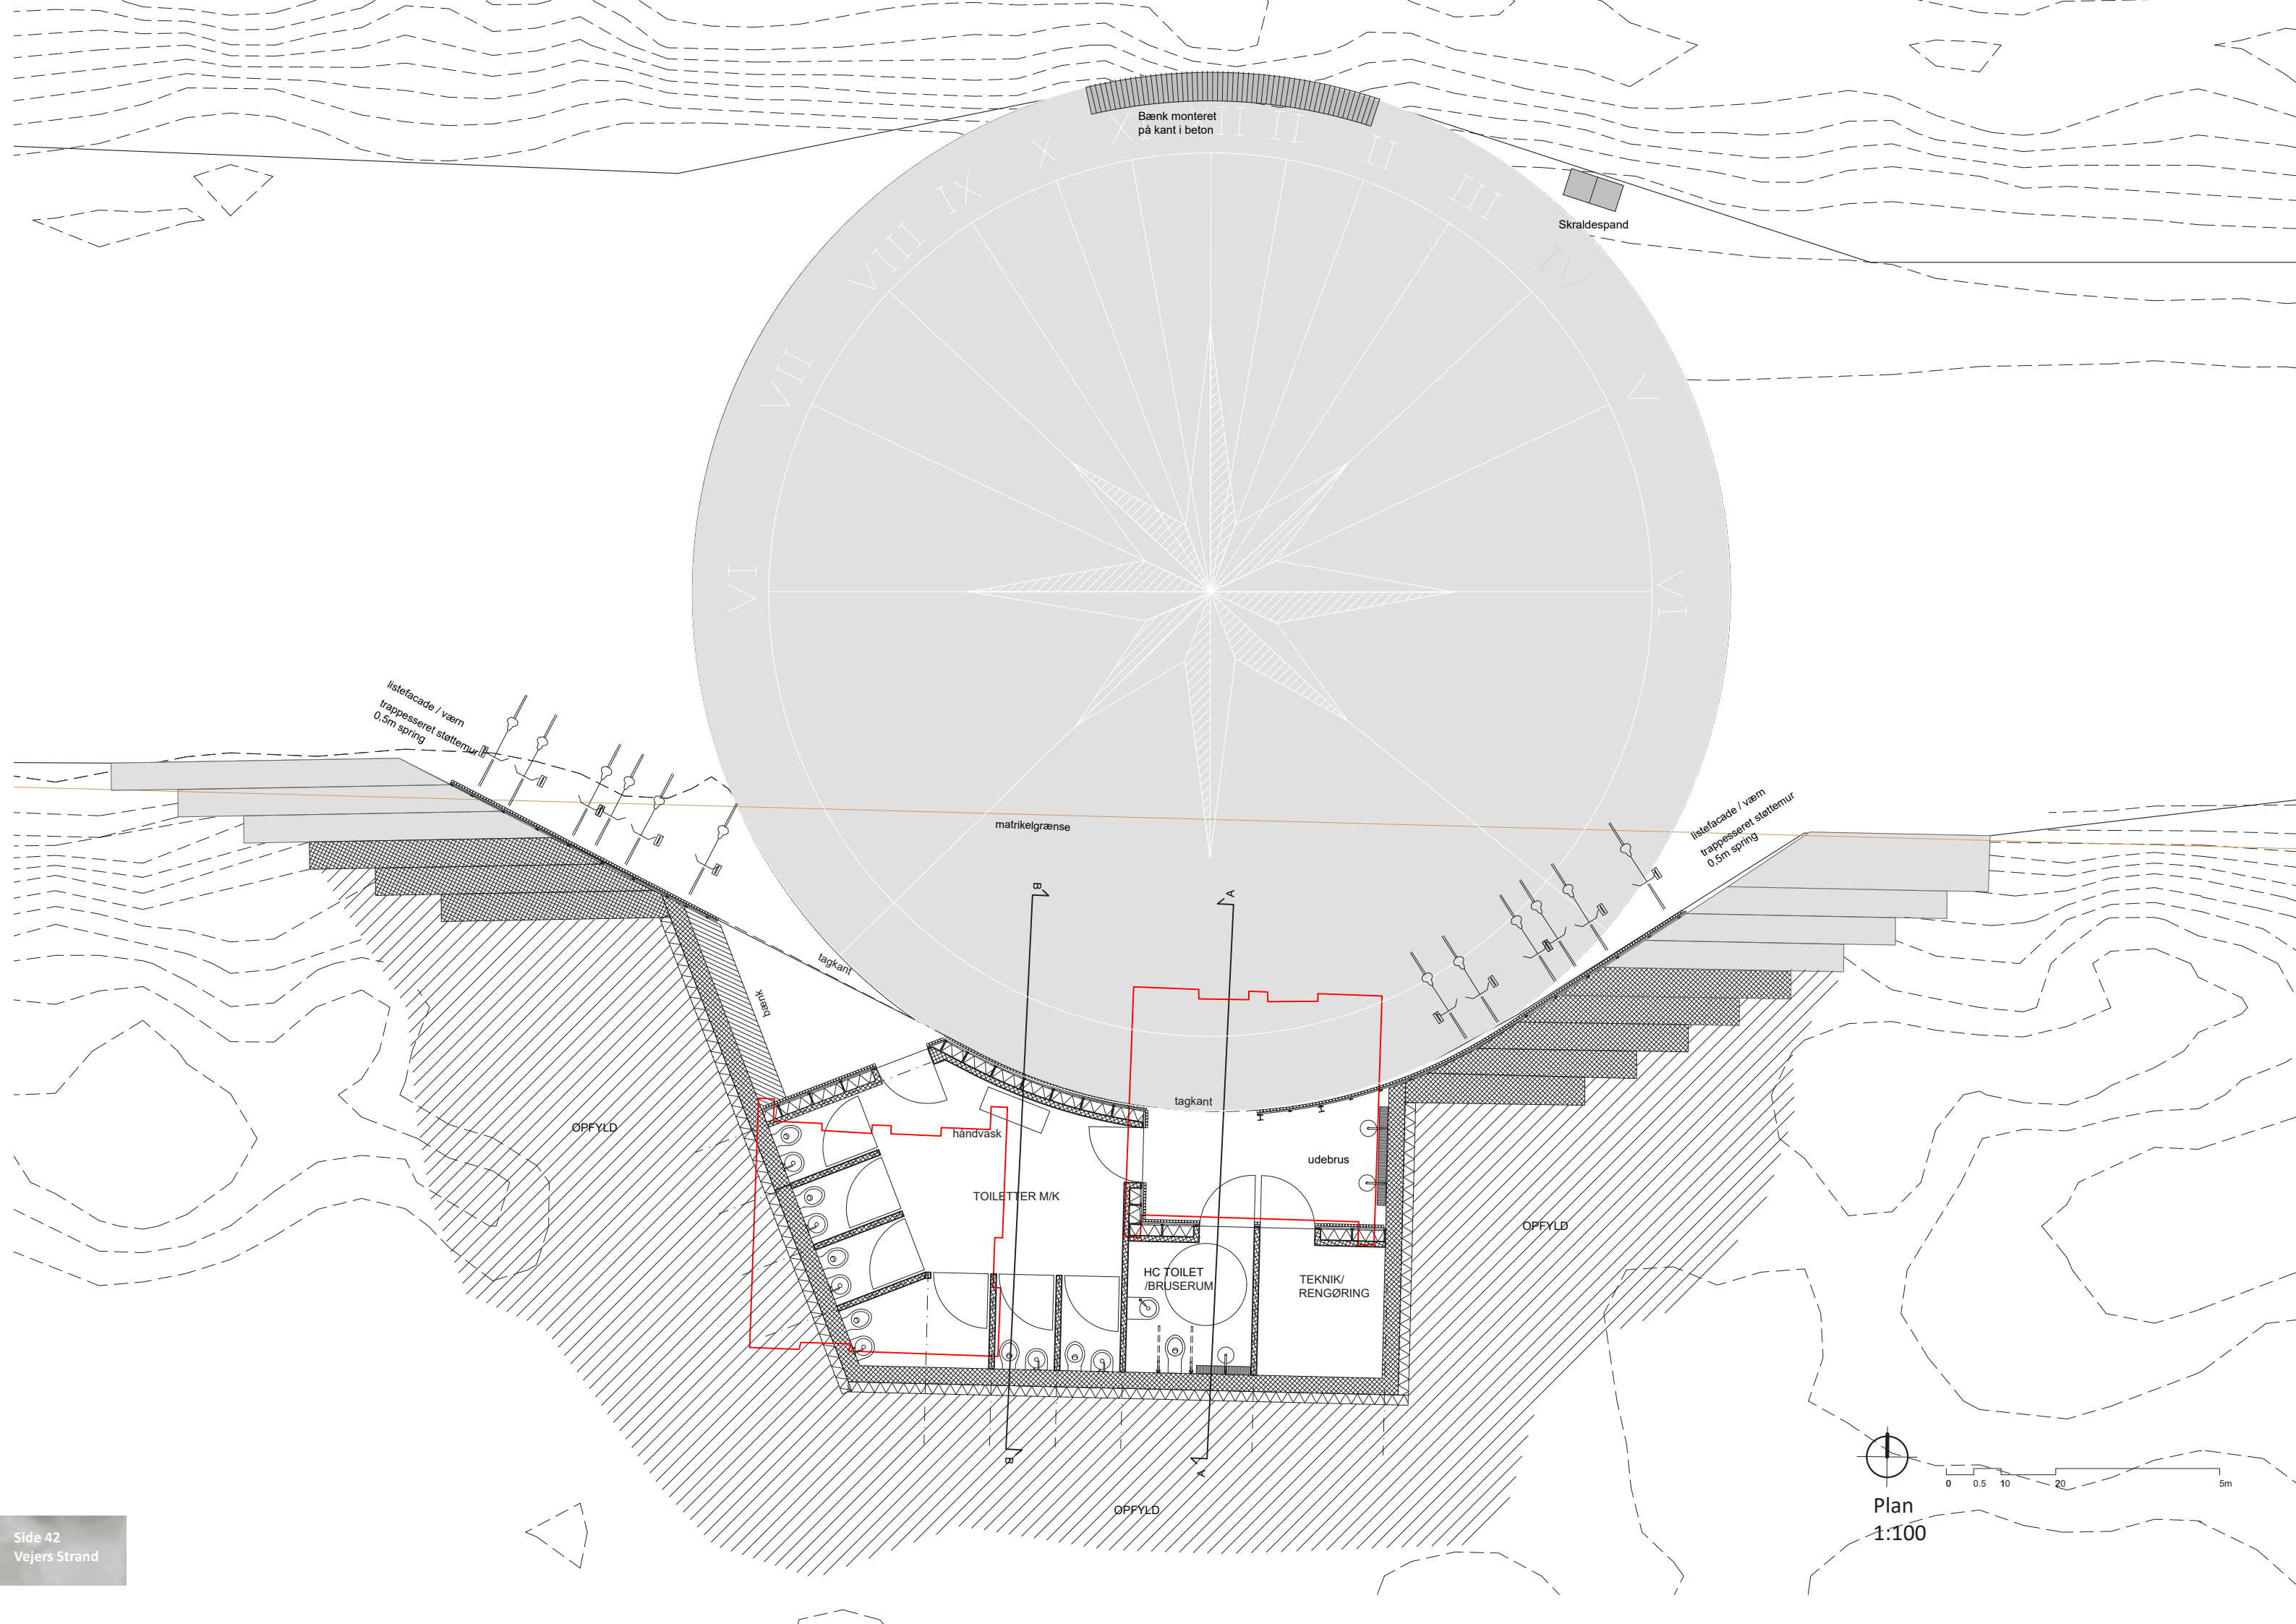 Bænk monteret
på kant i beton
XII
III
II
III
IV
V
VI
X
IX
VIII
VII
VI
Skraldespand
listefacade / værn
trappesseret støttemur
0,5m spring
listefacade / værn
trappesseret støttemur
0,5m spring
matrikelgrænse
B
A
tagkant
bænk
tagkant
håndvask
udebrus
OPFYLD
TOILETTER M/K
OPFYLD
HC TOILET
/BRUSERUM
TEKNIK/
RENGØRING
B
A
OPFYLD
0 0.5 10 20 5m
Plan
1:100
Side 42
Vejers Strand